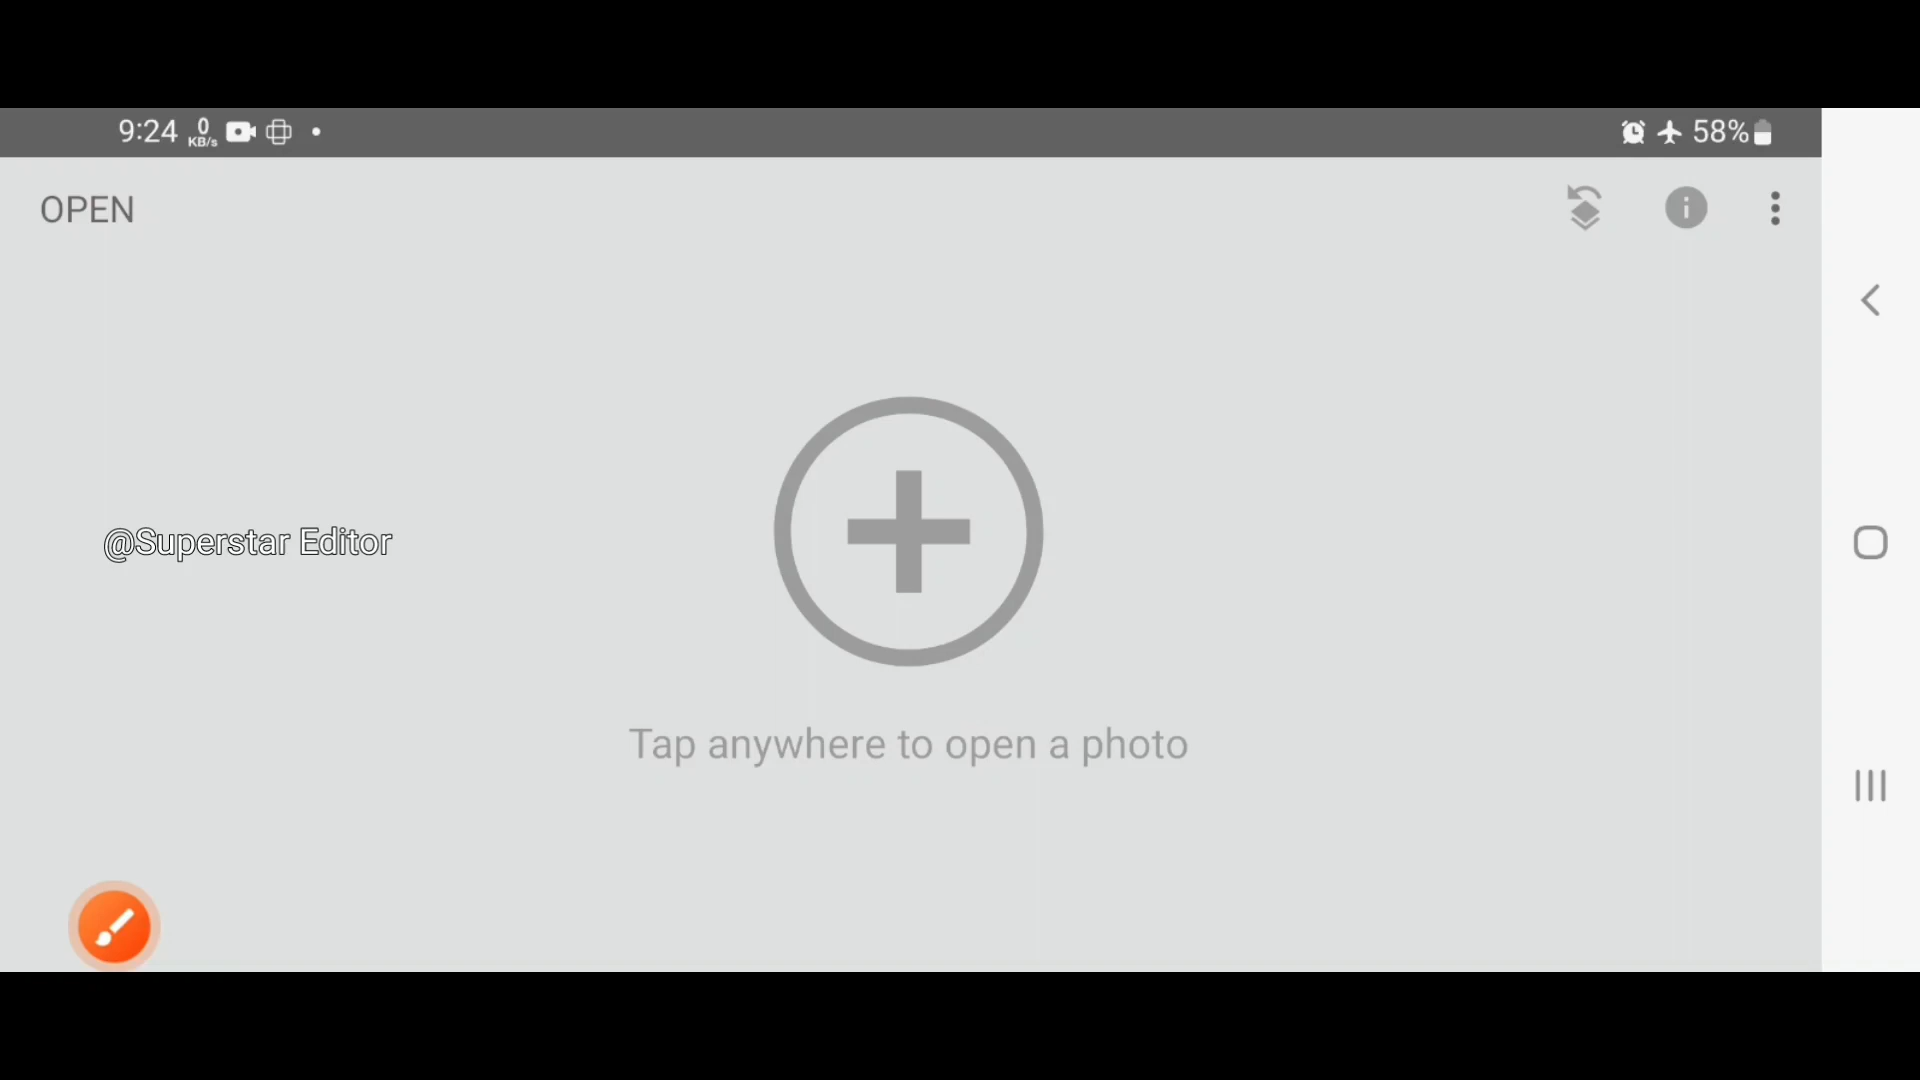 9:24 0 KB/s 58%
OPEN
@Superstar Editor
Tap anywhere to open a photo